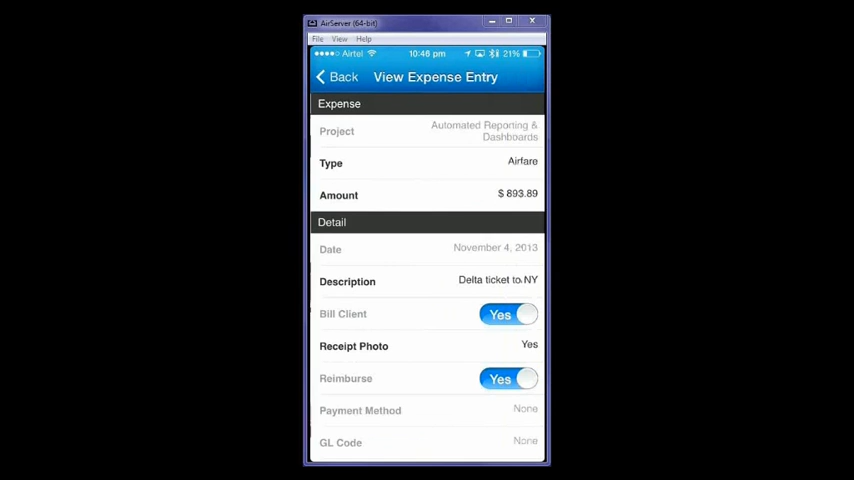 AirServer (64-bit)
File View Help
Airtel 10:46 pm 21%
Back View Expense Entry
Expense
Project Automated Reporting &
Dashboards
Type Airfare
Amount $ 893.89
Detail
Date November 4, 2013
Description Delta ticket to NY
Bill Client Yes
Receipt Photo Yes
Reimburse Yes
Payment Method None
GL Code None